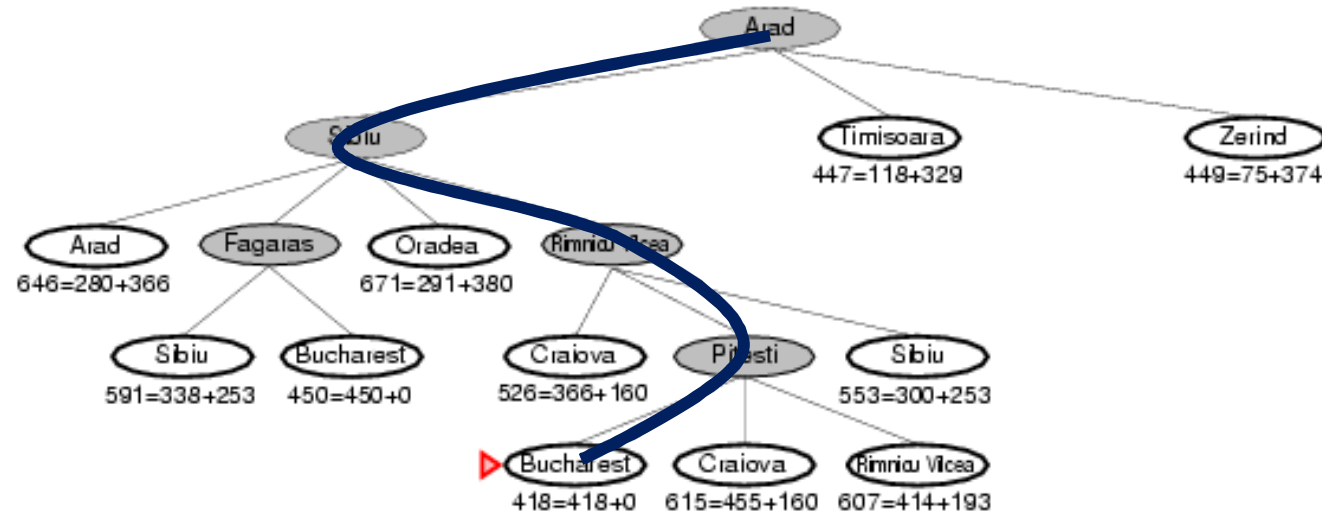 Arad
Sibiu
Timisoara
Zerind
447=118+329
449=75+374
Arad
Fagaras
Oradea
Rimnicu Vilcea
646=280+366
671=291+380
Sibiu
Bucharest
Craiova
Pitesti
Sibiu
591=338+253
450=450+0
526=366+160
553=300+253
Bucharest
Craiova
Rimnicu Vilcea
418=418+0
615=455+160
607=414+193